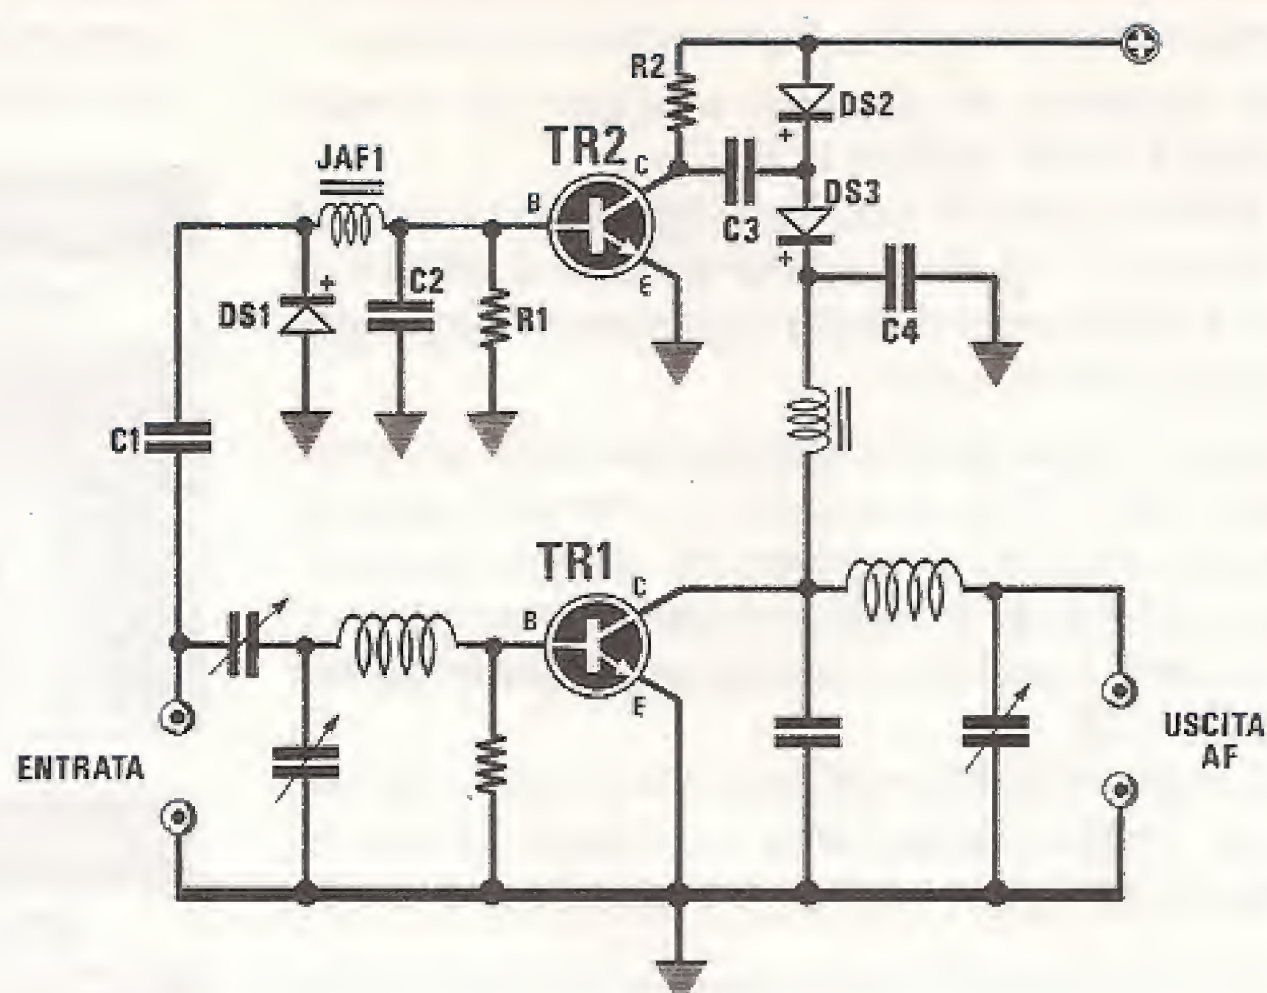 R2
DS2
+
JAF1
TR2
C
B
DS3
C3
+
E
C2
+
DS1
R1
C4
C1
TR1
C
B
E
ENTRATA
USCITA
AF